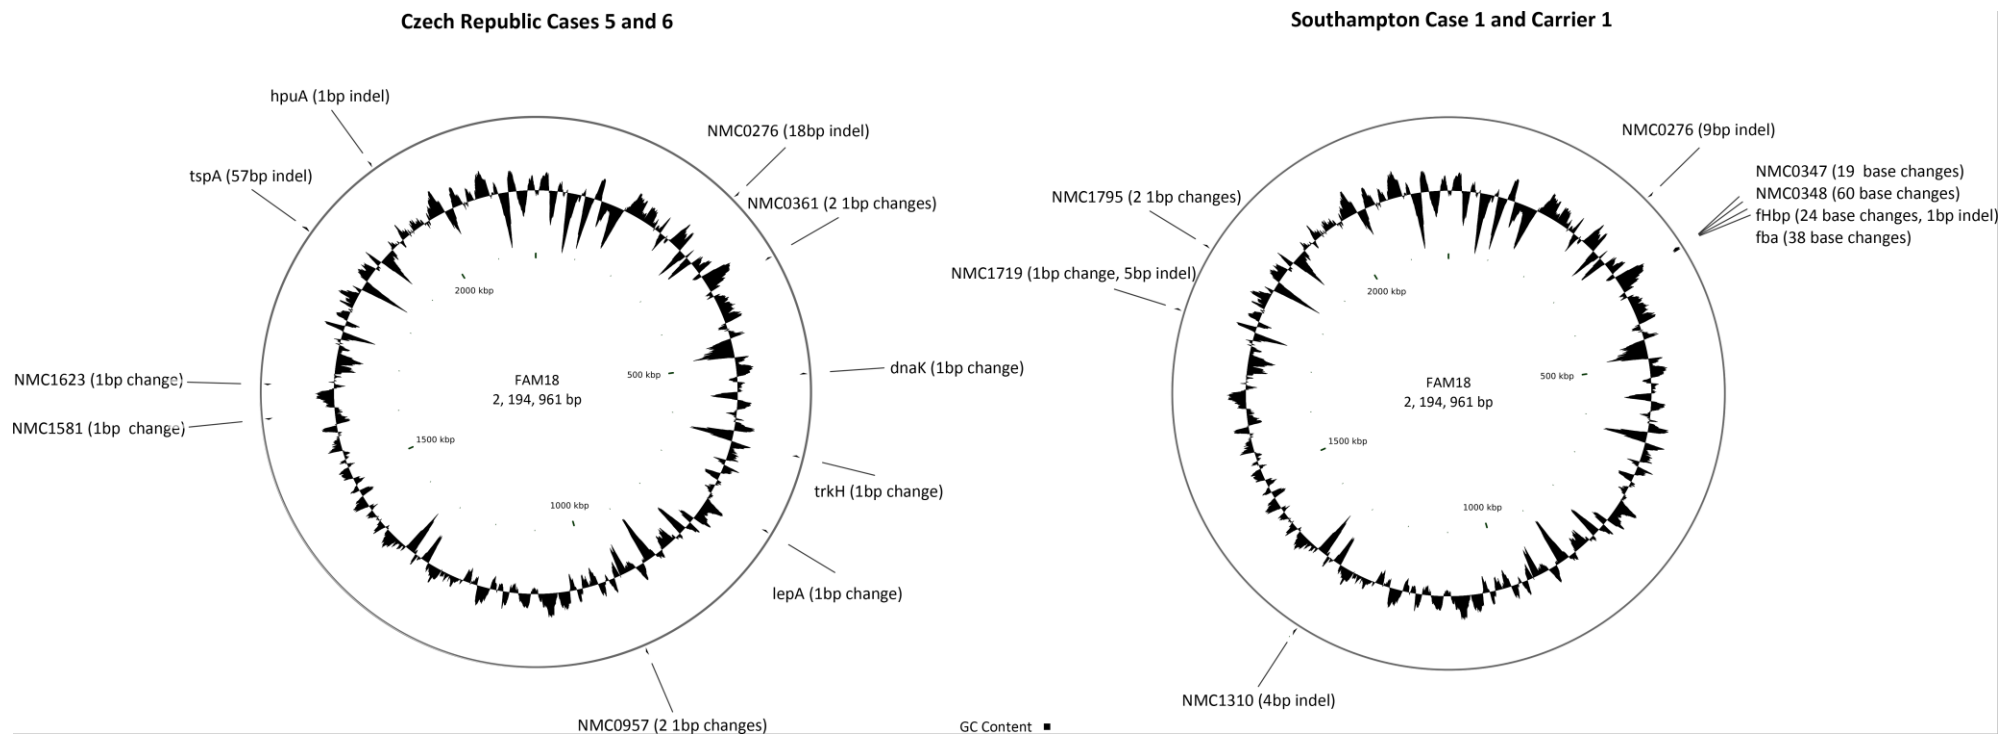 Czech Republic Cases 5 and 6
hpuA (1bp indel)
NMC0276 (18bp indel)
tspA (57bp indel)
NMC0361 (2 1bp changes)
2000 kbp
500 kbp
dnaK (1bp change)
FAM18
2, 194, 961 bp
NMC1623 (1bp change)
NMC1581 (1bp  change)
1500 kbp
trkH (1bp change)
1000 kbp
lepA (1bp change)
NMC0957 (2 1bp changes)
Southampton Case 1 and Carrier 1
NMC0276 (9bp indel)
NMC0347 (19  base changes)
NMC0348 (60 base changes)
fHbp (24 base changes, 1bp indel)
fba (38 base changes)
NMC1795 (2 1bp changes)
NMC1719 (1bp change, 5bp indel)
2000 kbp
500 kbp
FAM18
2, 194, 961 bp
1500 kbp
1000 kbp
NMC1310 (4bp indel)
GC Content